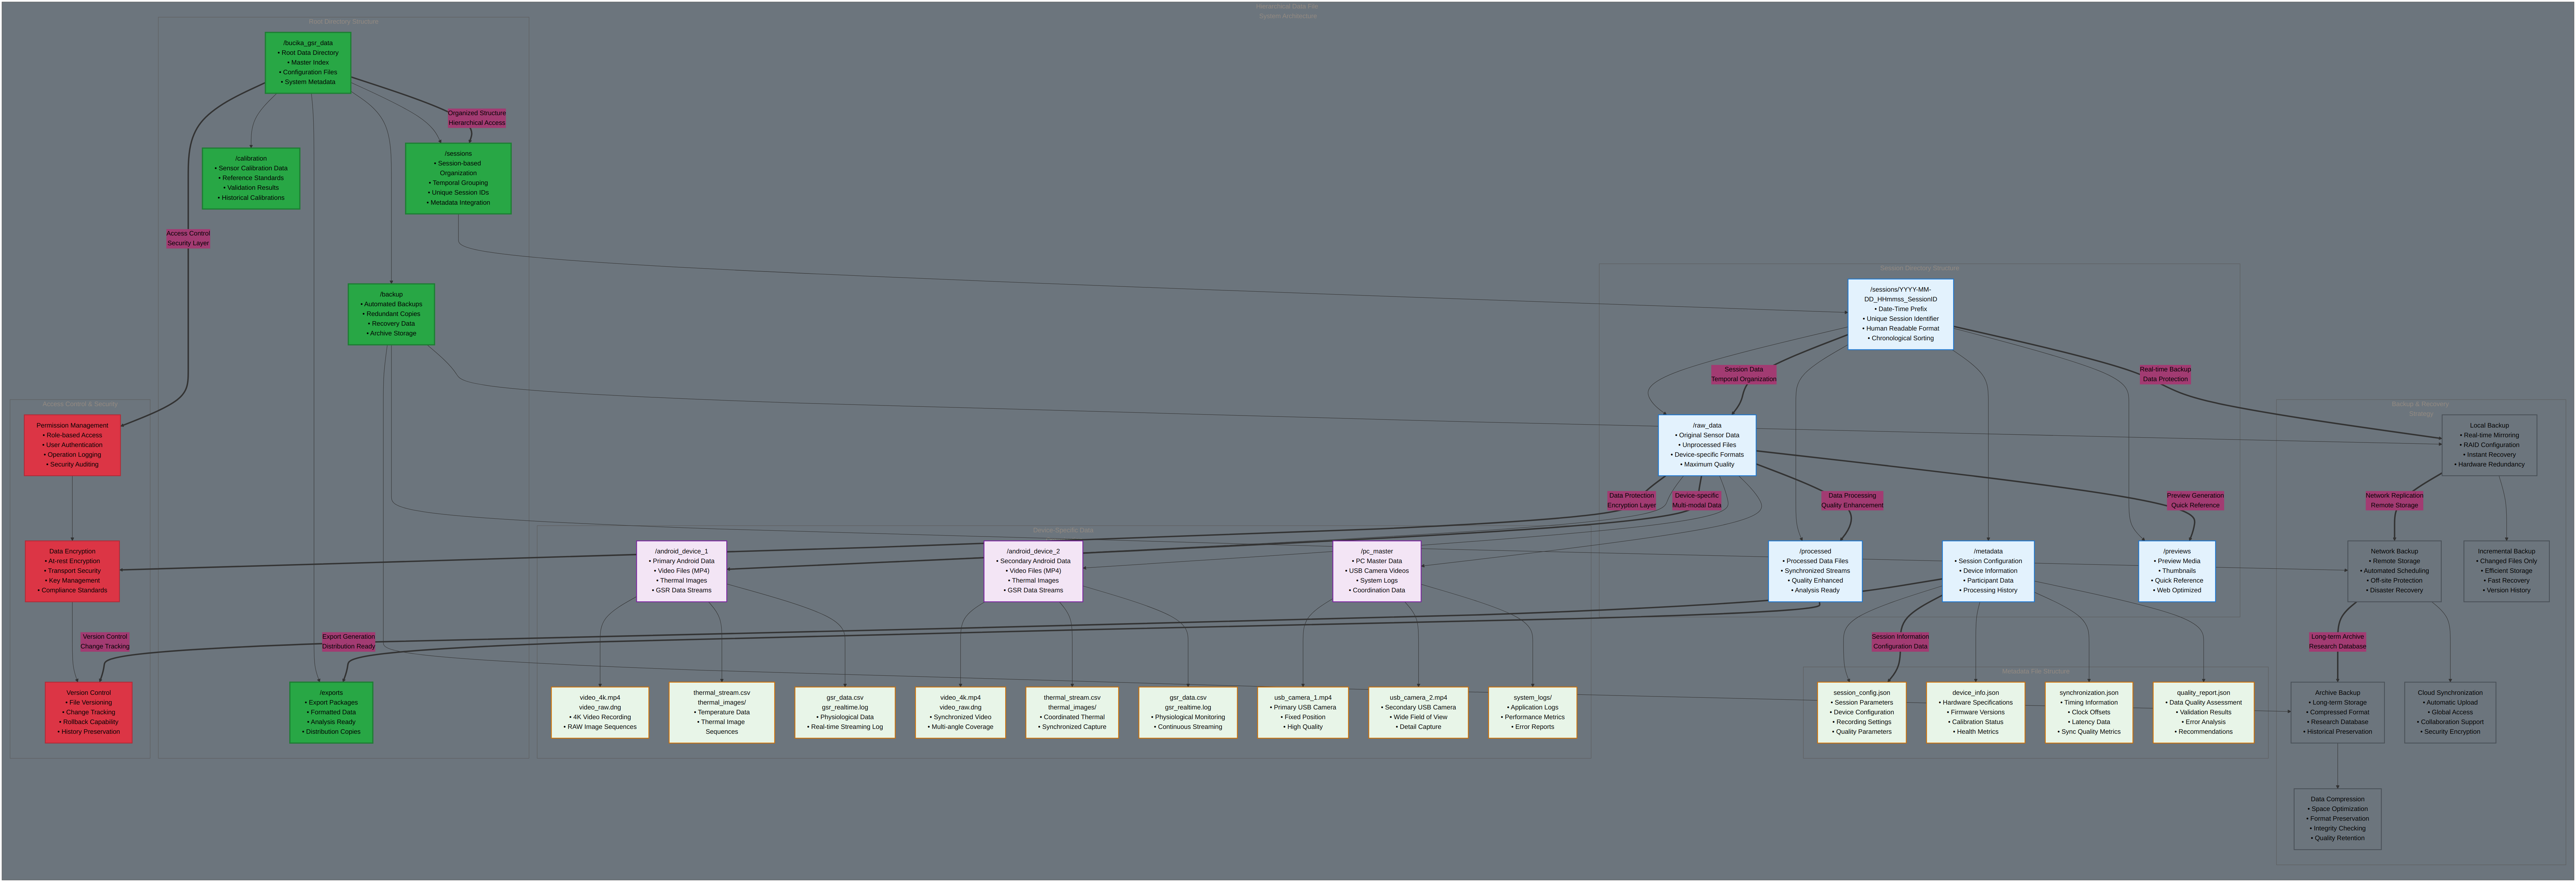 Hierarchical Data File
System Architecture
Root Directory Structure
/bucika_gsr_data
• Root Data Directory
• Master Index
• Configuration Files
• System Metadata
Organized Structure
Hierarchical Access
/calibration
• Sensor Calibration Data
• Reference Standards
• Validation Results
• Historical Calibrations
/sessions
• Session-based
Organization
• Temporal Grouping
• Unique Session IDs
• Metadata Integration
Access Control
Security Layer
/backup
• Automated Backups
• Redundant Copies
• Recovery Data
• Archive Storage
Session Directory Structure
/sessions/YYYY-MM-
DD_HHmmss_SessionID
• Date-Time Prefix
• Unique Session Identifier
• Human Readable Format
• Chronological Sorting
Session Data
Temporal Organization
Real-time Backup
Data Protection
Access Control & Security
Permission Management
• Role-based Access
• User Authentication
• Operation Logging
• Security Auditing
/raw_data
• Original Sensor Data
• Unprocessed Files
• Device-specific Formats
• Maximum Quality
Backup & Recovery
Strategy
Local Backup
• Real-time Mirroring
• RAID Configuration
• Instant Recovery
• Hardware Redundancy
Data Protection
Encryption Layer
Device-specific
Multi-modal Data
Data Processing
Quality Enhancement
Preview Generation
Quick Reference
Network Replication
Remote Storage
Data Encryption
• At-rest Encryption
• Transport Security
• Key Management
• Compliance Standards
Device-Specific Data
/android_device_1
• Primary Android Data
• Video Files (MP4)
• Thermal Images
• GSR Data Streams
/android_device_2
• Secondary Android Data
• Video Files (MP4)
• Thermal Images
• GSR Data Streams
/pc_master
• PC Master Data
• USB Camera Videos
• System Logs
• Coordination Data
/processed
• Processed Data Files
• Synchronized Streams
• Quality Enhanced
• Analysis Ready
/metadata
• Session Configuration
• Device Information
• Participant Data
• Processing History
/previews
• Preview Media
• Thumbnails
• Quick Reference
• Web Optimized
Network Backup
• Remote Storage
• Automated Scheduling
• Off-site Protection
• Disaster Recovery
Incremental Backup
• Changed Files Only
• Efficient Storage
• Fast Recovery
• Version History
Version Control
Change Tracking
Export Generation
Distribution Ready
Session Information
Configuration Data
Long-term Archive
Research Database
Version Control
• File Versioning
• Change Tracking
• Rollback Capability
• History Preservation
/exports
• Export Packages
• Formatted Data
• Analysis Ready
• Distribution Copies
video_4k.mp4
video_raw.dng
• 4K Video Recording
• RAW Image Sequences
thermal_stream.csv
thermal_images/
• Temperature Data
• Thermal Image
Sequences
gsr_data.csv
gsr_realtime.log
• Physiological Data
• Real-time Streaming Log
video_4k.mp4
video_raw.dng
• Synchronized Video
• Multi-angle Coverage
thermal_stream.csv
thermal_images/
• Coordinated Thermal
• Synchronized Capture
gsr_data.csv
gsr_realtime.log
• Physiological Monitoring
• Continuous Streaming
usb_camera_1.mp4
• Primary USB Camera
• Fixed Position
• High Quality
usb_camera_2.mp4
• Secondary USB Camera
• Wide Field of View
• Detail Capture
system_logs/
• Application Logs
• Performance Metrics
• Error Reports
Metadata File Structure
session_config.json
• Session Parameters
• Device Configuration
• Recording Settings
• Quality Parameters
device_info.json
• Hardware Specifications
• Firmware Versions
• Calibration Status
• Health Metrics
synchronization.json
• Timing Information
• Clock Offsets
• Latency Data
• Sync Quality Metrics
quality_report.json
• Data Quality Assessment
• Validation Results
• Error Analysis
• Recommendations
Archive Backup
• Long-term Storage
• Compressed Format
• Research Database
• Historical Preservation
Cloud Synchronization
• Automatic Upload
• Global Access
• Collaboration Support
• Security Encryption
Data Compression
• Space Optimization
• Format Preservation
• Integrity Checking
• Quality Retention